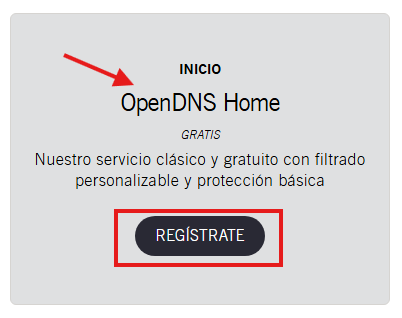 INICIO
OpenDNS Home
GRATIS
Nuestro servicio clásico y gratuito con filtrado
personalizable y protección básica
REGÍSTRATE